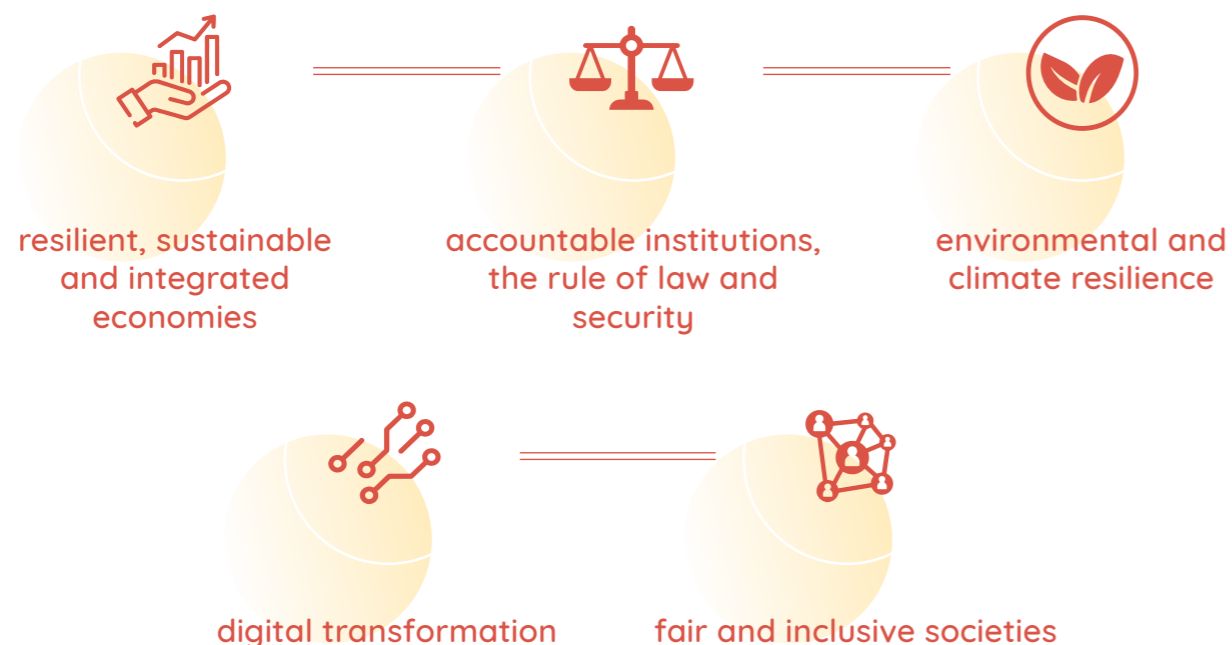 resilient, sustainable
and integrated
economies
accountable institutions,
the rule of law and
security
environmental and
climate resilience
digital transformation
fair and inclusive societies